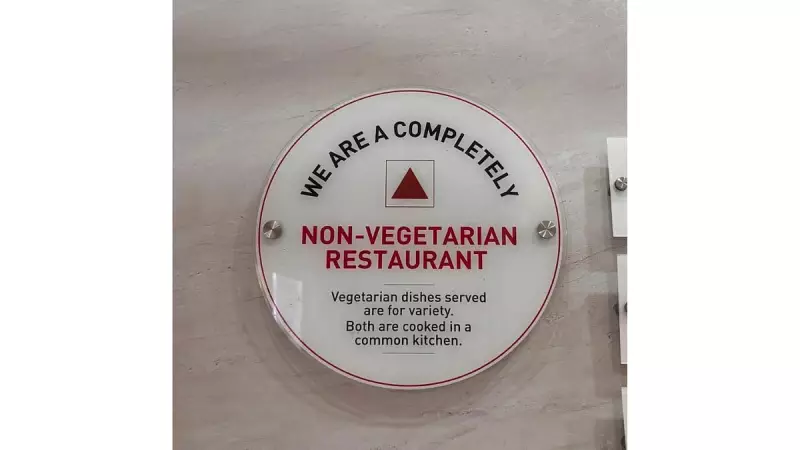 WE ARE A COMPLETELY
NON-VEGETARIAN
RESTAURANT
Vegetarian dishes served
are for variety.
Both are cooked in a
common kitchen.